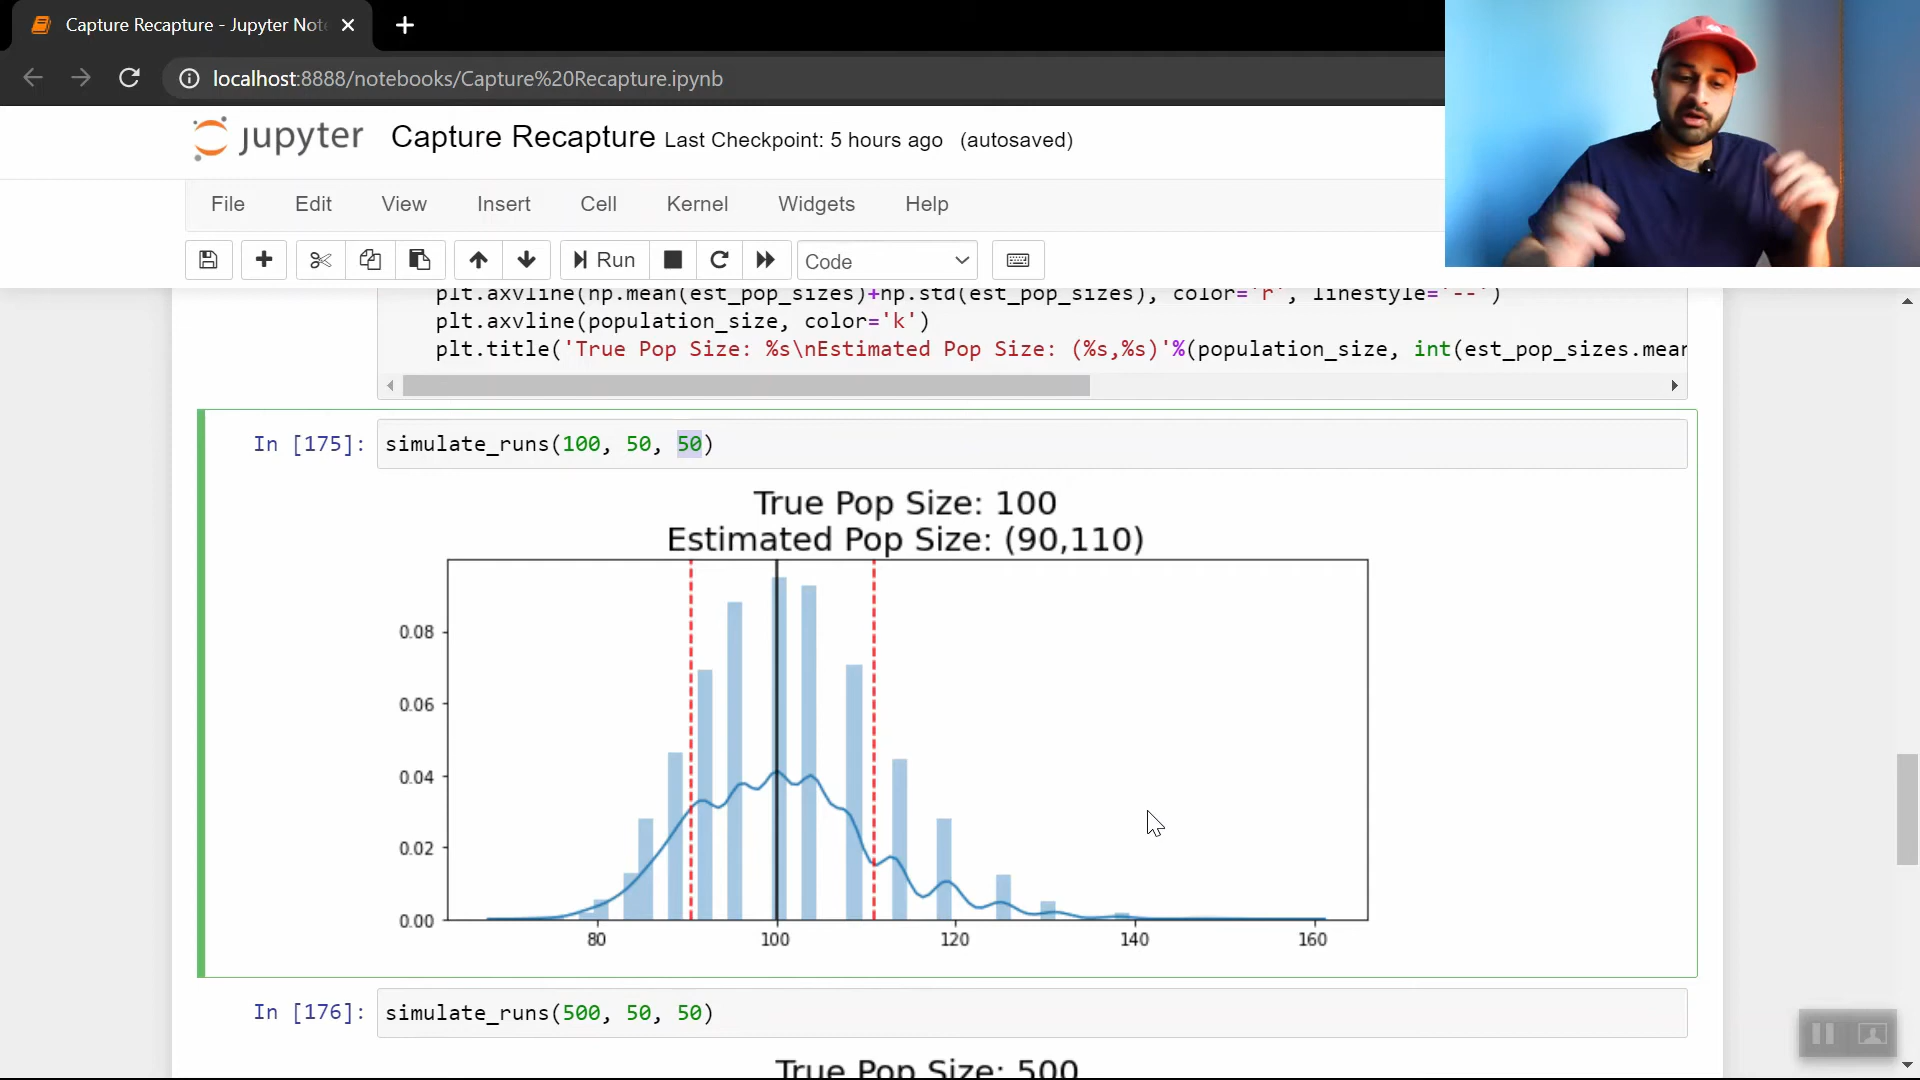 Capture Recapture - Jupyter Not
localhost:8888/notebooks/Capture%20Recapture.ipynb
jupyter Capture Recapture Last Checkpoint: 5 hours ago (autosaved)
File Edit View Insert Cell Kernel Widgets Help
Run Code
plt.axvline(np.mean(est_pop_sizes)+np.std(est_pop_sizes), color='r', linestyle='--')
plt.axvline(population_size, color='k')
plt.title('True Pop Size: %s\nEstimated Pop Size: (%s,%s)'%(population_size, int(est_pop_sizes.mear
In [175]: simulate_runs(100, 50, 50)
True Pop Size: 100
Estimated Pop Size: (90,110)
0.08
0.06
0.04
0.02
0.00
80 100 120 140 160
In [176]: simulate_runs(500, 50, 50)
True Pop Size: 500